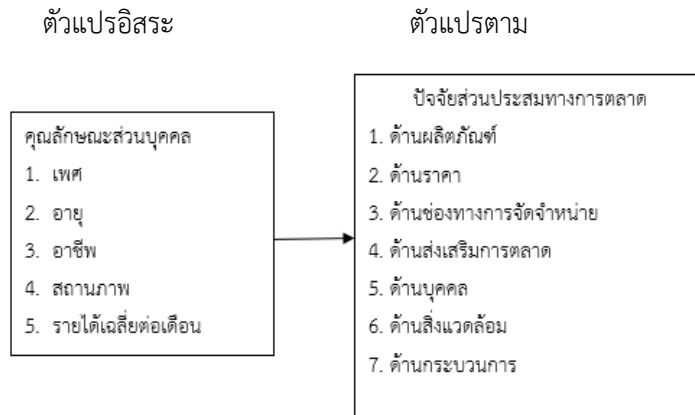 ตัวแปรอิสระ
ตัวแปรตาม
คุณลักษณะส่วนบุคคล
1. เพศ
2. อายุ
3. อาชีพ
4. สถานภาพ
5. รายได้เฉลี่ยต่อเดือน
ปัจจัยส่วนประสมทางการตลาด
1. ด้านผลิตภัณฑ์
2. ด้านราคา
3. ด้านช่องทางการจัดจำหน่าย
4. ด้านส่งเสริมการตลาด
5. ด้านบุคคล
6. ด้านสิ่งแวดล้อม
7. ด้านกระบวนการ